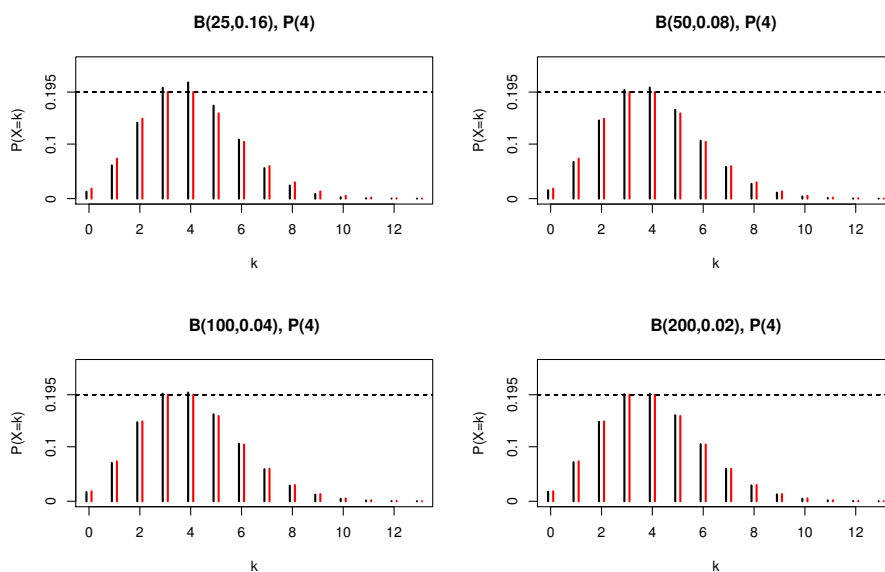 B(25,0.16), P(4)
P(X=k)
0.195
0.1
0
0 2 4 6 8 10 12
k
B(50,0.08), P(4)
P(X=k)
0.195
0.1
0
0 2 4 6 8 10 12
k
B(100,0.04), P(4)
P(X=k)
0.195
0.1
0
0 2 4 6 8 10 12
k
B(200,0.02), P(4)
P(X=k)
0.195
0.1
0
0 2 4 6 8 10 12
k